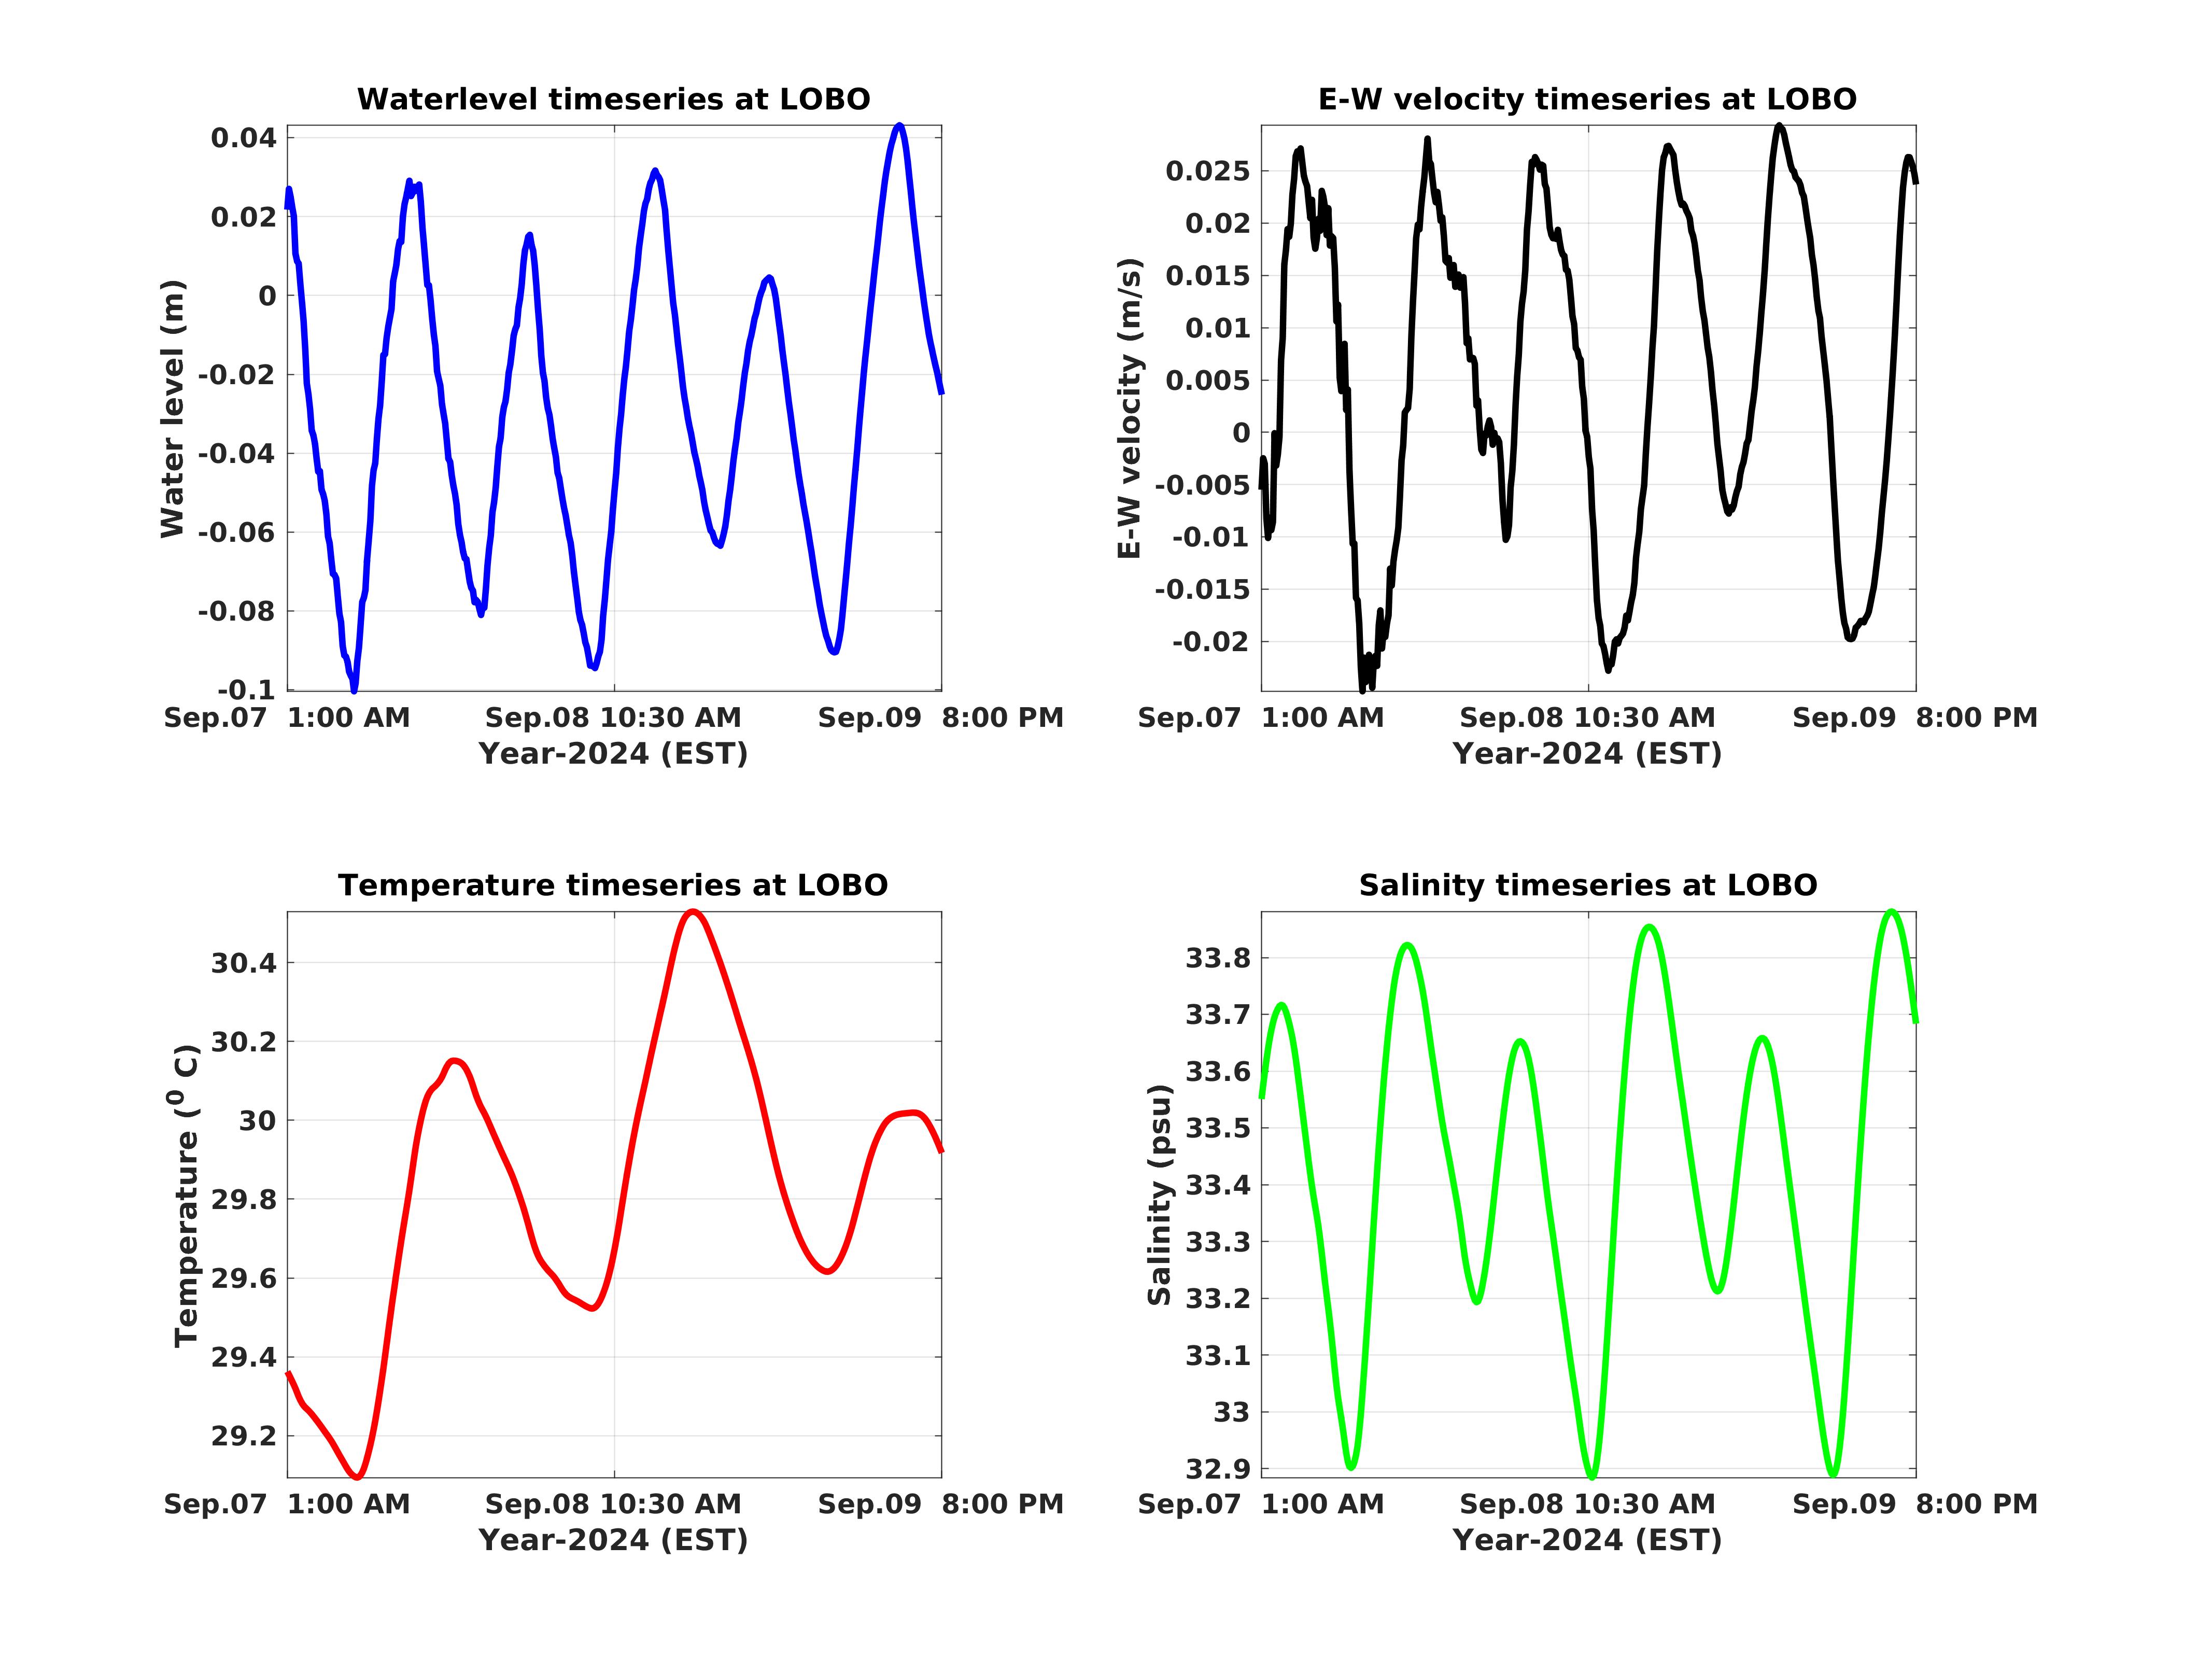 Waterlevel timeseries at LOBO
0.04
0.02
0
-0.02
-0.04
-0.06
-0.08
-0.1
Water level (m)
Sep.07 1:00 AM Sep.08 10:30 AM Sep.09 8:00 PM
Year-2024 (EST)
E-W velocity timeseries at LOBO
0.025
0.02
0.015
0.01
0.005
0
-0.005
-0.01
-0.015
-0.02
E-W velocity (m/s)
Sep.07 1:00 AM Sep.08 10:30 AM Sep.09 8:00 PM
Year-2024 (EST)
Temperature timeseries at LOBO
30.4
30.2
30
29.8
29.6
29.4
29.2
Temperature (⁰ C)
Sep.07 1:00 AM Sep.08 10:30 AM Sep.09 8:00 PM
Year-2024 (EST)
Salinity timeseries at LOBO
33.8
33.7
33.6
33.5
33.4
33.3
33.2
33.1
33
32.9
Salinity (psu)
Sep.07 1:00 AM Sep.08 10:30 AM Sep.09 8:00 PM
Year-2024 (EST)